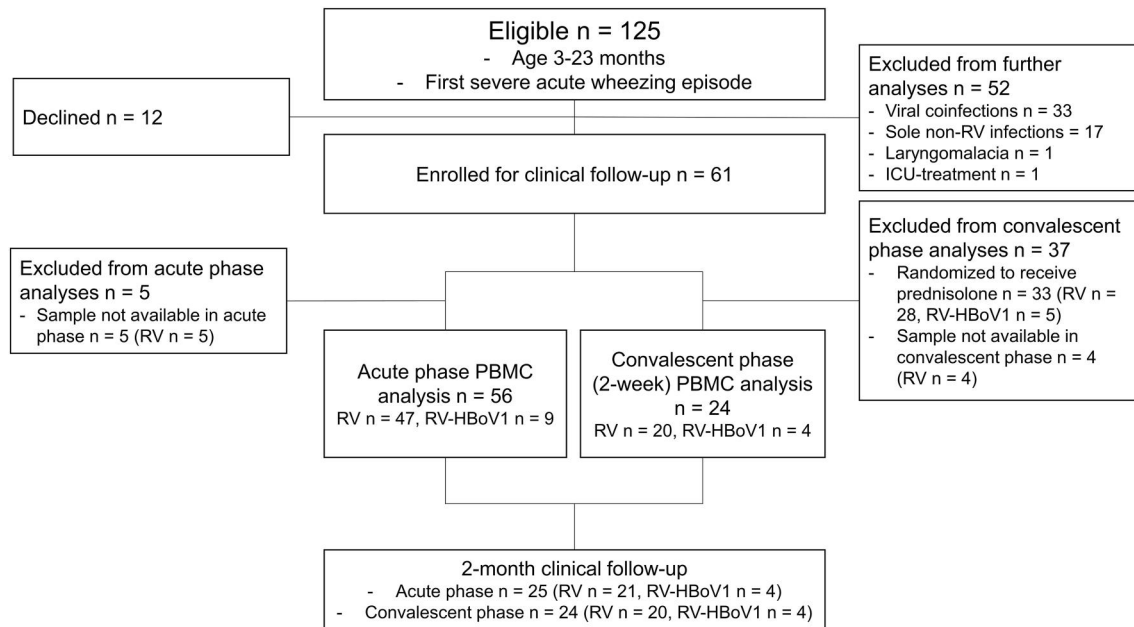 Eligible n = 125
- Age 3-23 months
- First severe acute wheezing episode
Declined n = 12
Excluded from further
analyses n = 52
- Viral coinfections n = 33
- Sole non-RV infections = 17
- Laryngomalacia n = 1
- ICU-treatment n = 1
Enrolled for clinical follow-up n = 61
Excluded from acute phase
analyses n = 5
- Sample not available in acute
phase n = 5 (RV n = 5)
Excluded from convalescent
phase analyses n = 37
- Randomized to receive
prednisolone n = 33 (RV n =
28, RV-HBoV1 n = 5)
- Sample not available in
convalescent phase n = 4
(RV n = 4)
Acute phase PBMC
analysis n = 56
RV n = 47, RV-HBoV1 n = 9
Convalescent phase
(2-week) PBMC analysis
n = 24
RV n = 20, RV-HBoV1 n = 4
2-month clinical follow-up
- Acute phase n = 25 (RV n = 21, RV-HBoV1 n = 4)
- Convalescent phase n = 24 (RV n = 20, RV-HBoV1 n = 4)